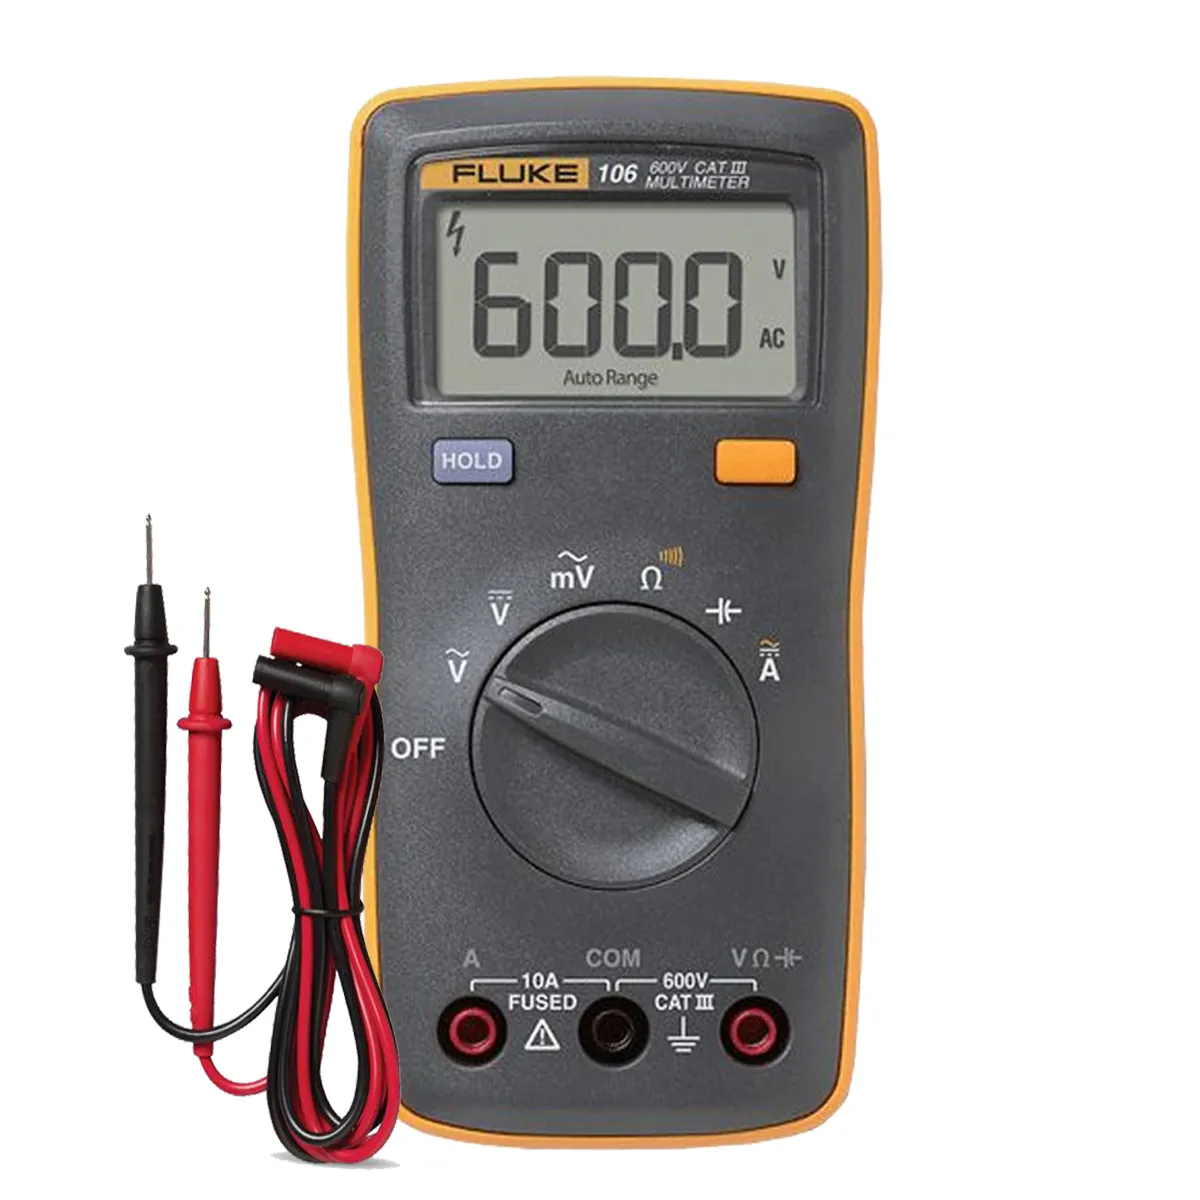 FLUKE 106 600V CAT III
MULTIMETER
600.0 V
AC
Auto Range
HOLD
mV
Ω
V
V
A
OFF
A COM V Ω
10A 600V
FUSED CAT III